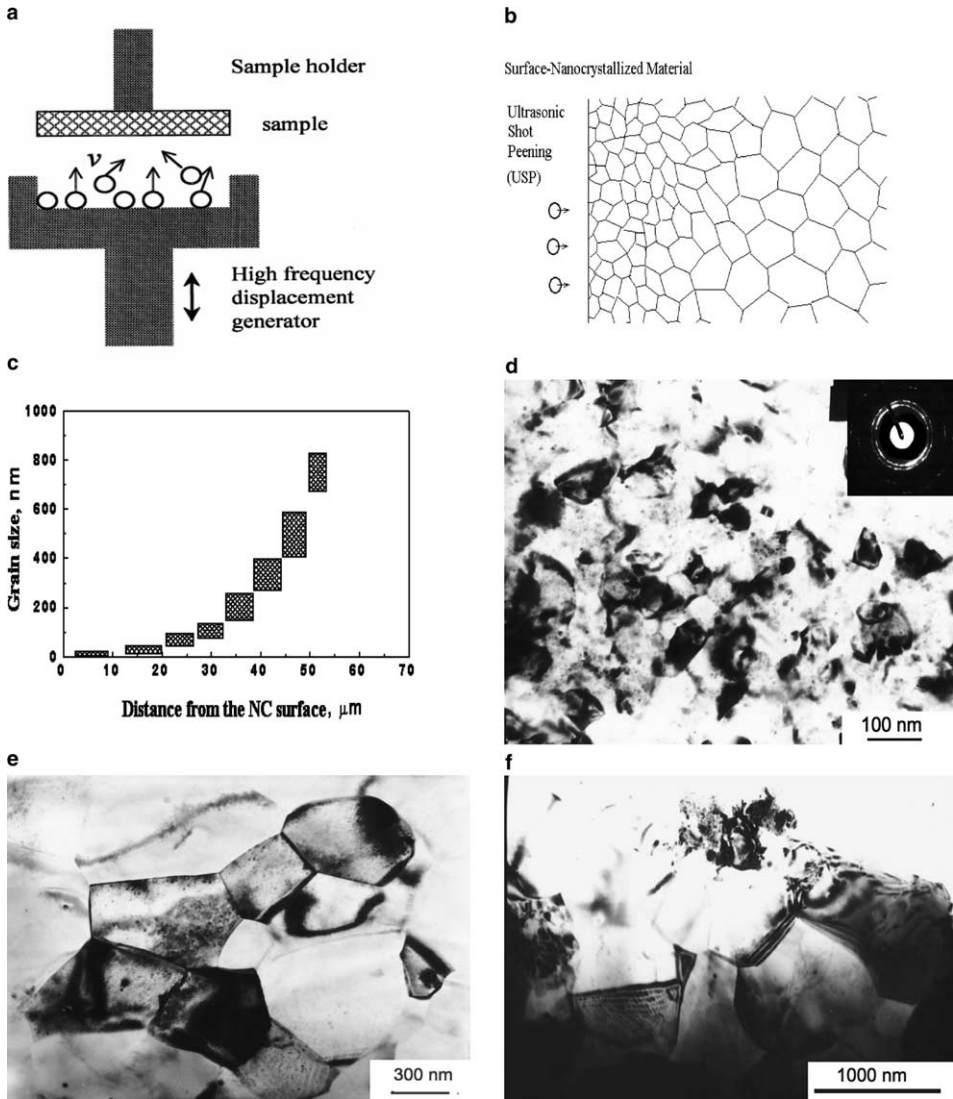 a
Sample holder
sample
v
High frequency
displacement
generator
b
Surface-Nanocrystallized Material
Ultrasonic
Shot
Peening
(USP)
c
1000
800
600
400
200
0
0 10 20 30 40 50 60 70
Grain size, nm
Distance from the NC surface, μm
d
100 nm
e
300 nm
f
1000 nm